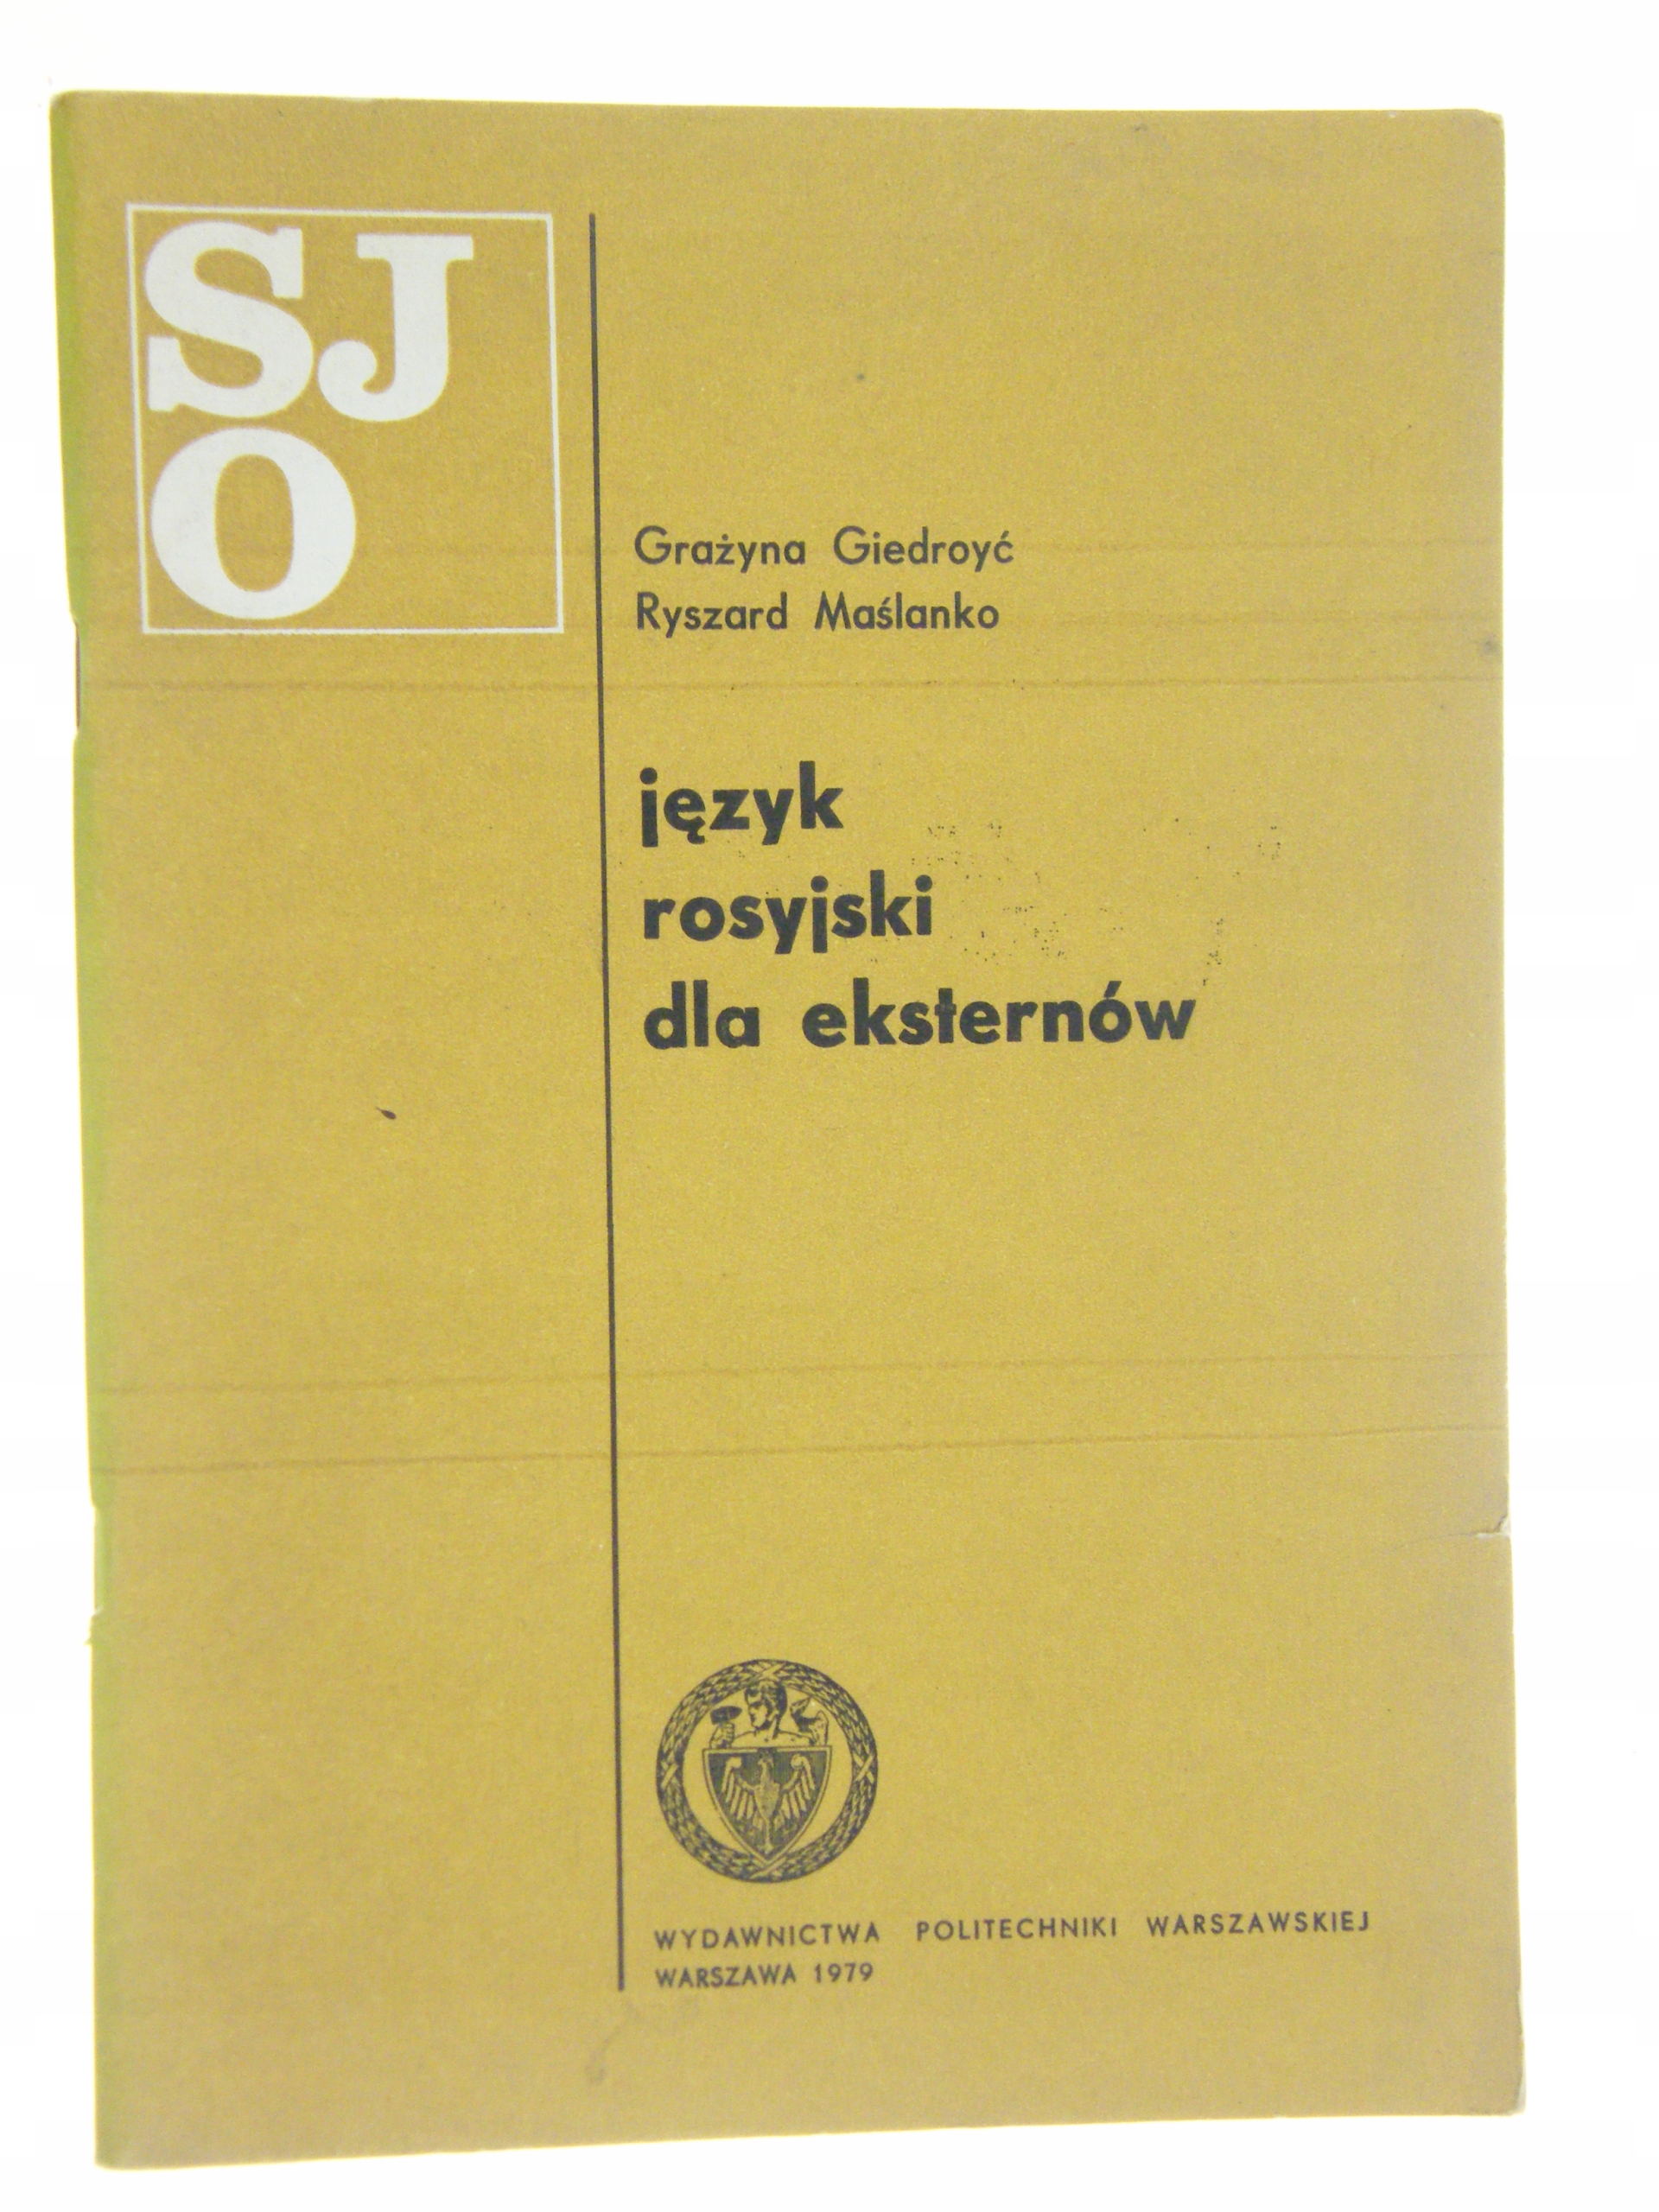 SJ
O
Grażyna Giedroyć
Ryszard Maślanko
język
rosyjski
dla eksternów
WYDAWNICTWA POLITECHNIKI WARSZAWSKIEJ
WARSZAWA 1979